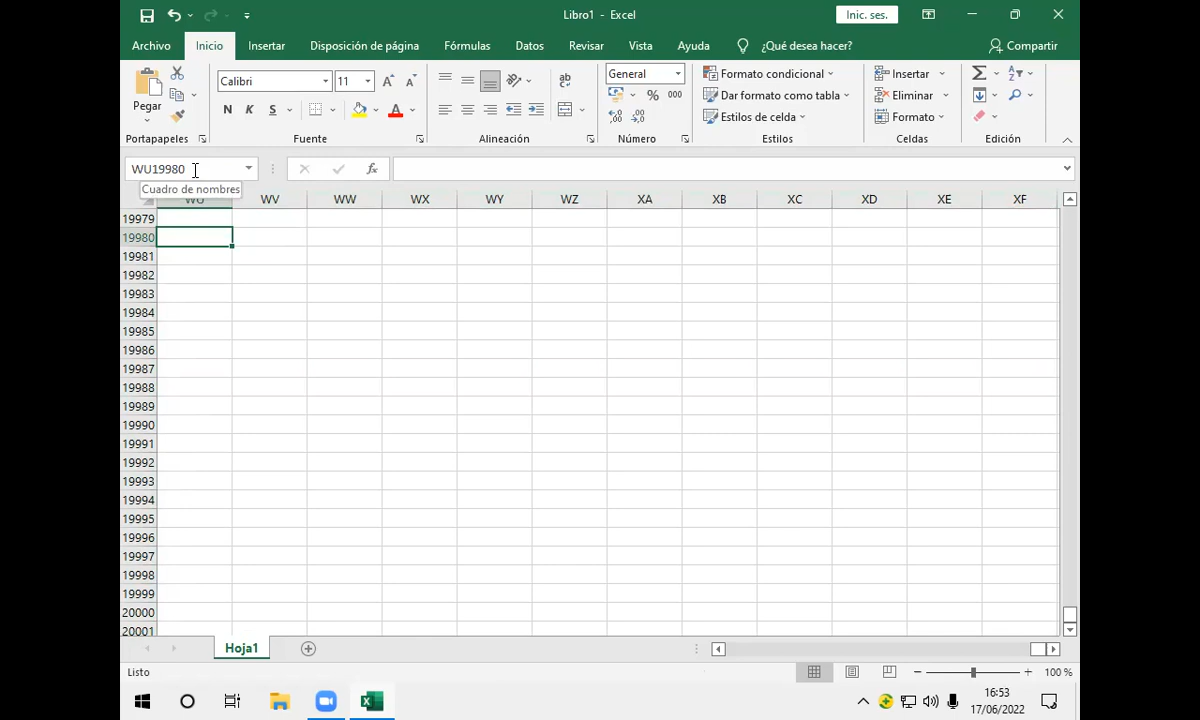 Libro1 - Excel
Inic. ses.
Archivo Inicio Insertar Disposición de página Fórmulas Datos Revisar Vista Ayuda ¿Qué desea hacer? Compartir
Pegar
Calibri 11
N K S
General
% 000
Formato condicional
Dar formato como tabla
Estilos de celda
Insertar
Eliminar
Formato
Portapapeles Fuente Alineación Número Estilos Celdas Edición
WU19980
fx
Cuadro de nombres
WU WV WW WX WY WZ XA XB XC XD XE XF
19979
19980
19981
19982
19983
19984
19985
19986
19987
19988
19989
19990
19991
19992
19993
19994
19995
19996
19997
19998
19999
20000
20001
Hoja1
Listo
100 %
16:53
17/06/2022